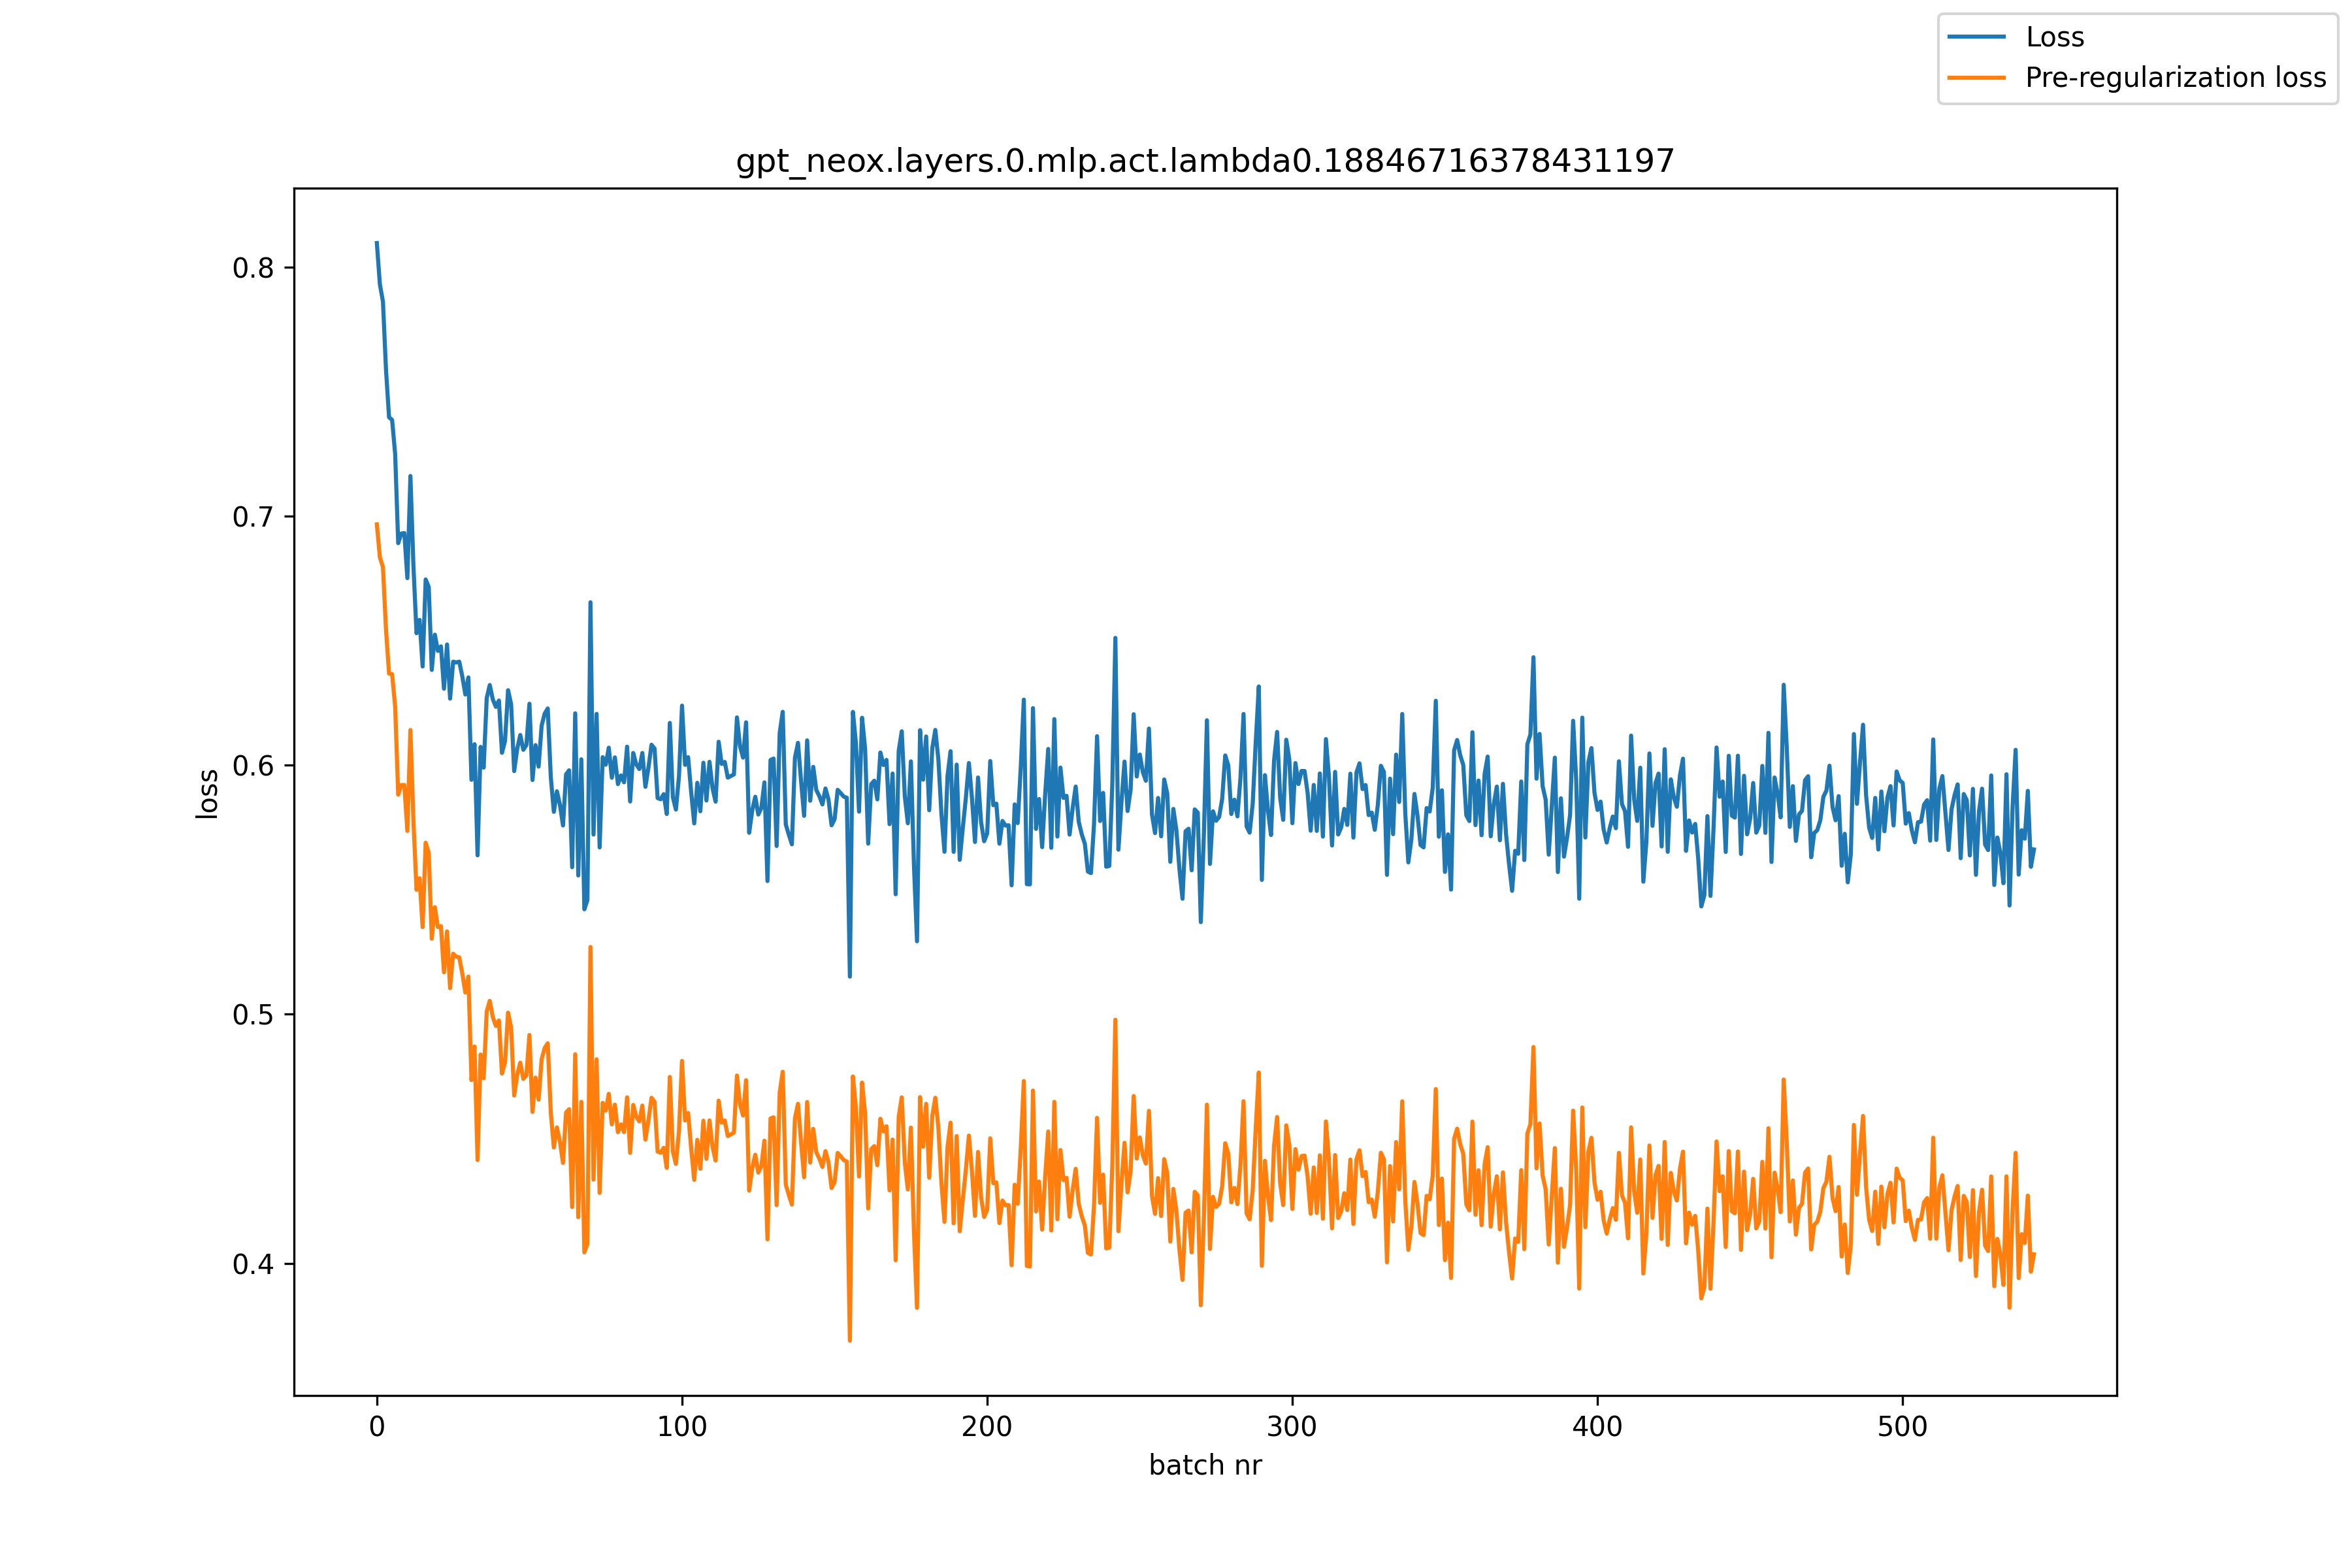 Loss
Pre-regularization loss
gpt_neox.layers.0.mlp.act.lambda0.18846716378431197
0.8
0.7
0.6
0.5
0.4
loss
0 100 200 300 400 500
batch nr